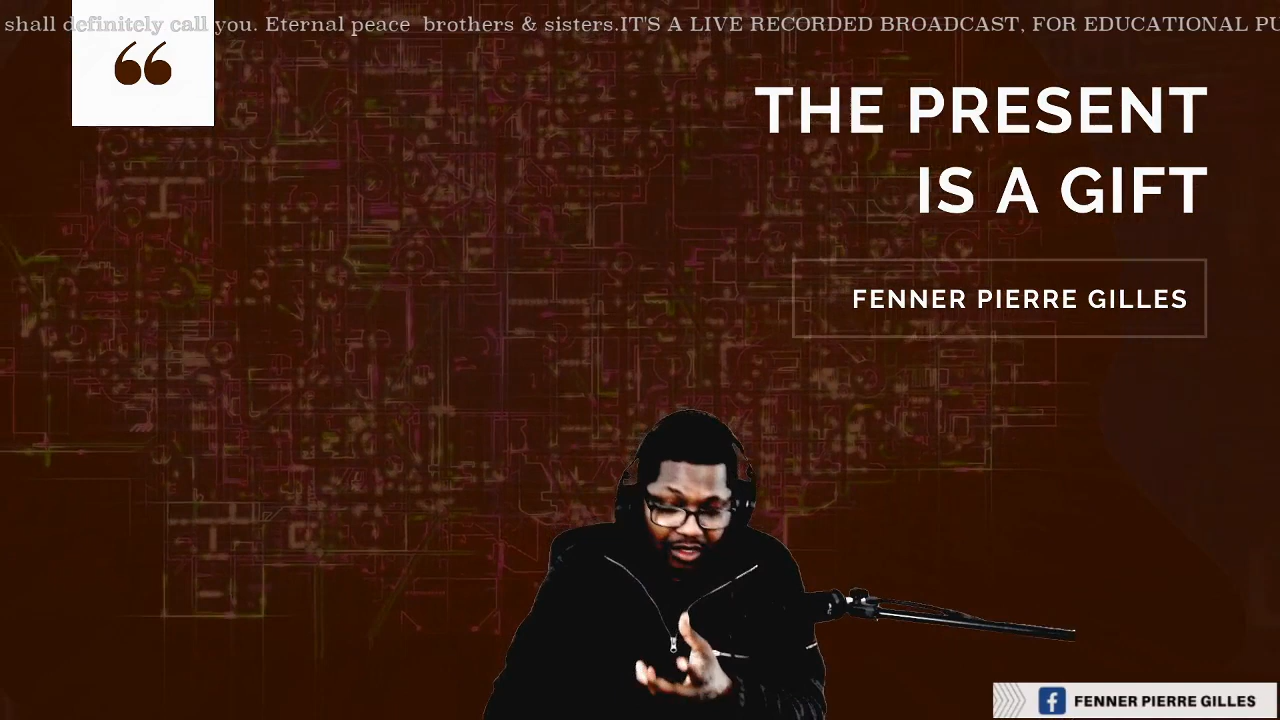 shall definitely call you. Eternal peace  brothers & sisters.IT'S A LIVE RECORDED BROADCAST, FOR EDUCATIONAL PU
“
THE PRESENT
IS A GIFT
FENNER PIERRE GILLES
f FENNER PIERRE GILLES